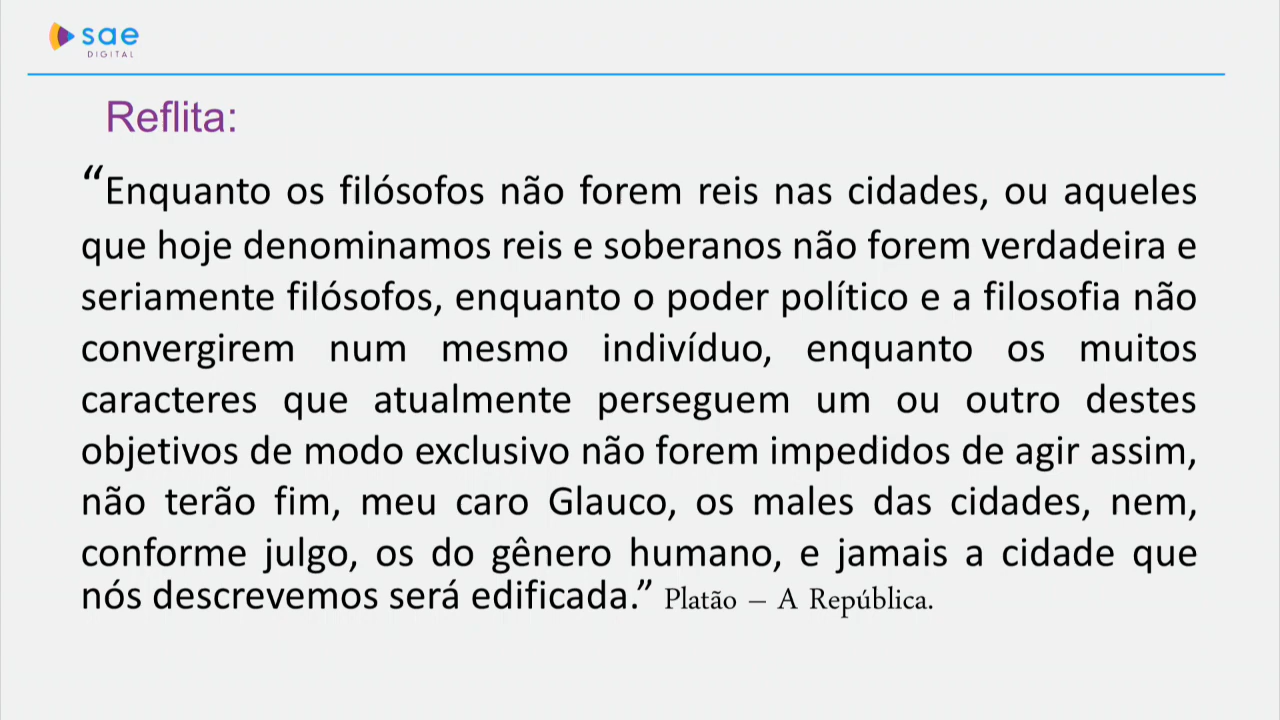 sae
DIGITAL
Reflita:
“Enquanto os filósofos não forem reis nas cidades, ou aqueles
que hoje denominamos reis e soberanos não forem verdadeira e
seriamente filósofos, enquanto o poder político e a filosofia não
convergirem num mesmo indivíduo, enquanto os muitos
caracteres que atualmente perseguem um ou outro destes
objetivos de modo exclusivo não forem impedidos de agir assim,
não terão fim, meu caro Glauco, os males das cidades, nem,
conforme julgo, os do gênero humano, e jamais a cidade que
nós descrevemos será edificada.” Platão – A República.